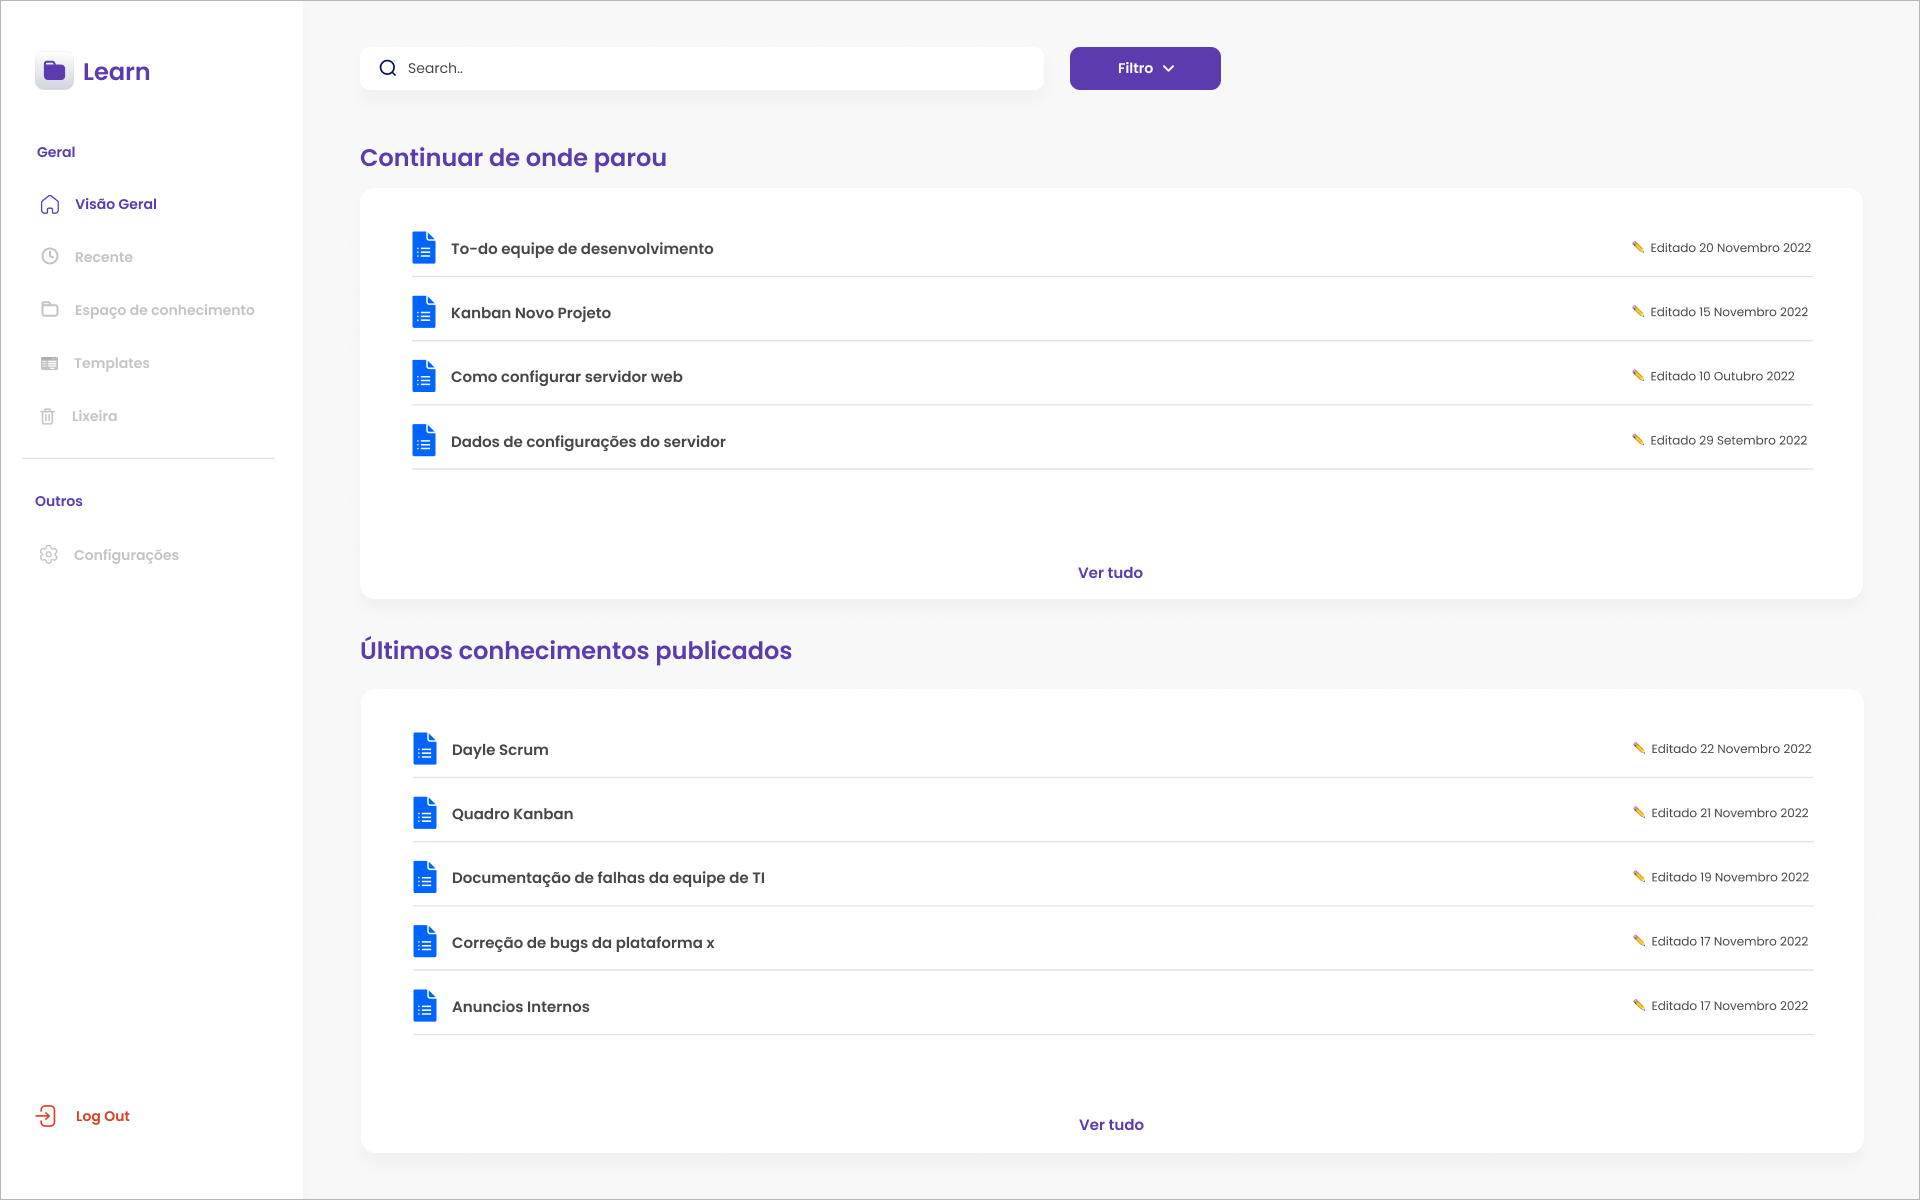 Learn
Geral
Visão Geral
Recente
Espaço de conhecimento
Templates
Lixeira
Outros
Configurações
Log Out
Search..
Filtro
Continuar de onde parou
To-do equipe de desenvolvimento
Editado 20 Novembro 2022
Kanban Novo Projeto
Editado 15 Novembro 2022
Como configurar servidor web
Editado 10 Outubro 2022
Dados de configurações do servidor
Editado 29 Setembro 2022
Ver tudo
Últimos conhecimentos publicados
Dayle Scrum
Editado 22 Novembro 2022
Quadro Kanban
Editado 21 Novembro 2022
Documentação de falhas da equipe de TI
Editado 19 Novembro 2022
Correção de bugs da plataforma x
Editado 17 Novembro 2022
Anuncios Internos
Editado 17 Novembro 2022
Ver tudo